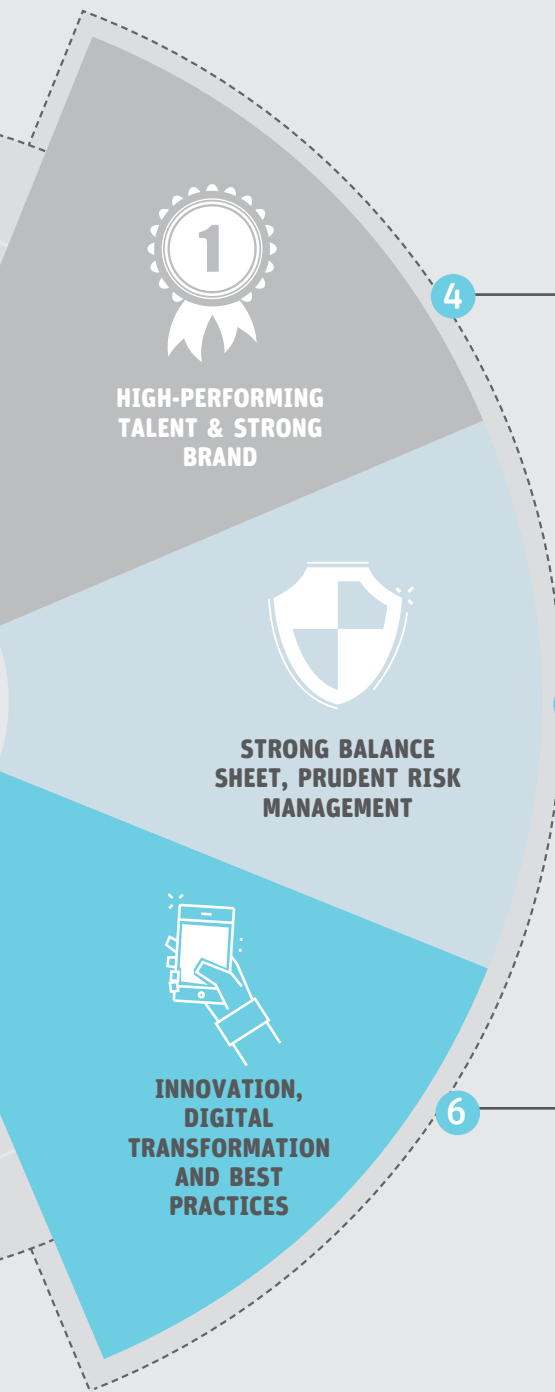 1
4
HIGH-PERFORMING
TALENT & STRONG
BRAND
STRONG BALANCE
SHEET, PRUDENT RISK
MANAGEMENT
INNOVATION,
DIGITAL
TRANSFORMATION
AND BEST
PRACTICES
6